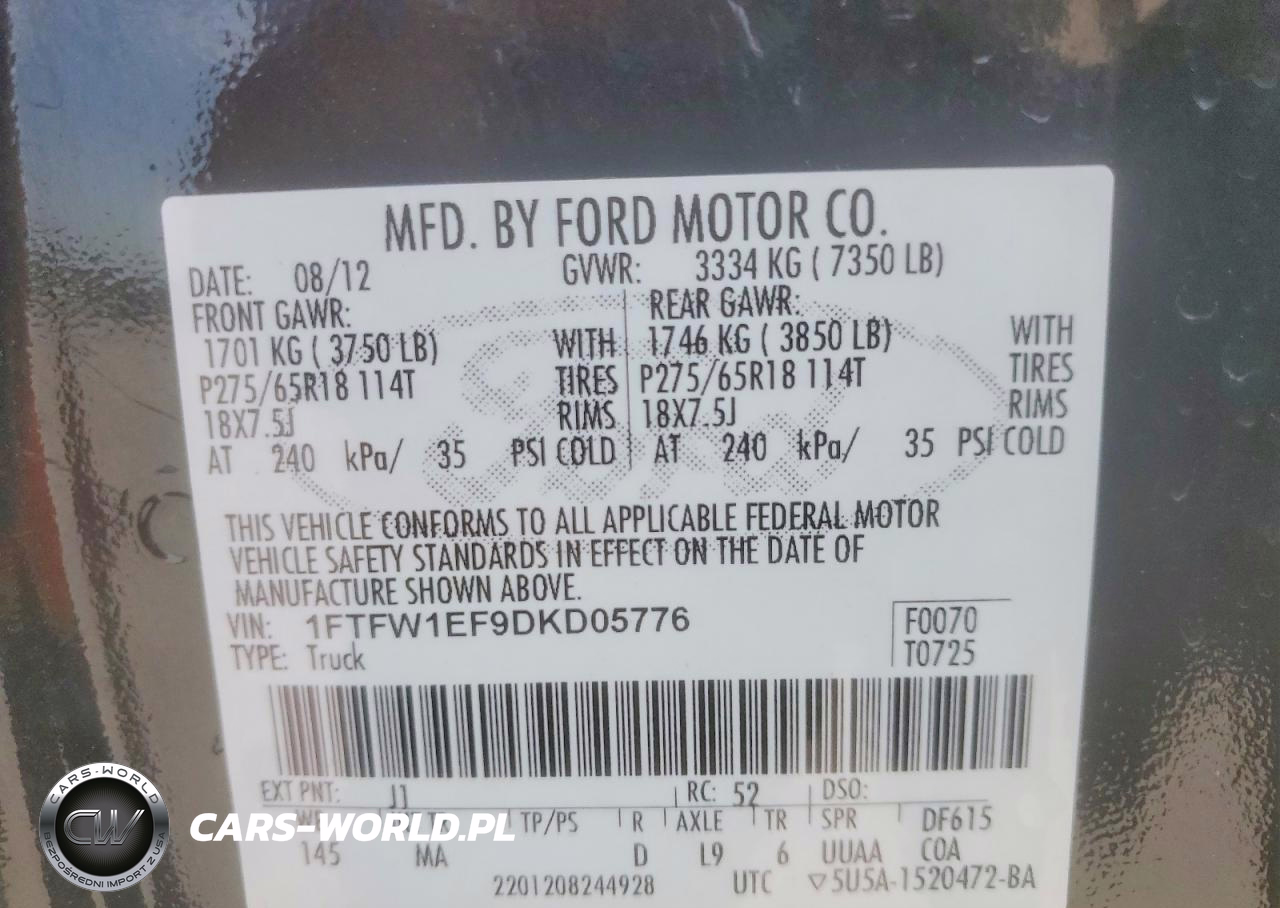 MFD. BY FORD MOTOR CO.
DATE: 08/12 GVWR: 3334 KG ( 7350 LB)
FRONT GAWR: REAR GAWR:
1701 KG ( 3750 LB) WITH 1746 KG ( 3850 LB) WITH
P275/65R18 114T TIRES P275/65R18 114T TIRES
18X7.5J RIMS 18X7.5J RIMS
AT 240 kPa/ 35 PSI COLD AT 240 kPa/ 35 PSI COLD
THIS VEHICLE CONFORMS TO ALL APPLICABLE FEDERAL MOTOR
VEHICLE SAFETY STANDARDS IN EFFECT ON THE DATE OF
MANUFACTURE SHOWN ABOVE.
VIN: 1FTFW1EF9DKD05776 F0070
TYPE: Truck T0725
EXT PNT: J1 RC: 52 DSO:
TP/PS R AXLE TR SPR DF615
145 MA D L9 6 UUAA COA
2201208244928 UTC ▽5U5A-1520472-BA
CARS-WORLD
CW
BEZPOŚREDNI IMPORT Z USA
CARS-WORLD.PL